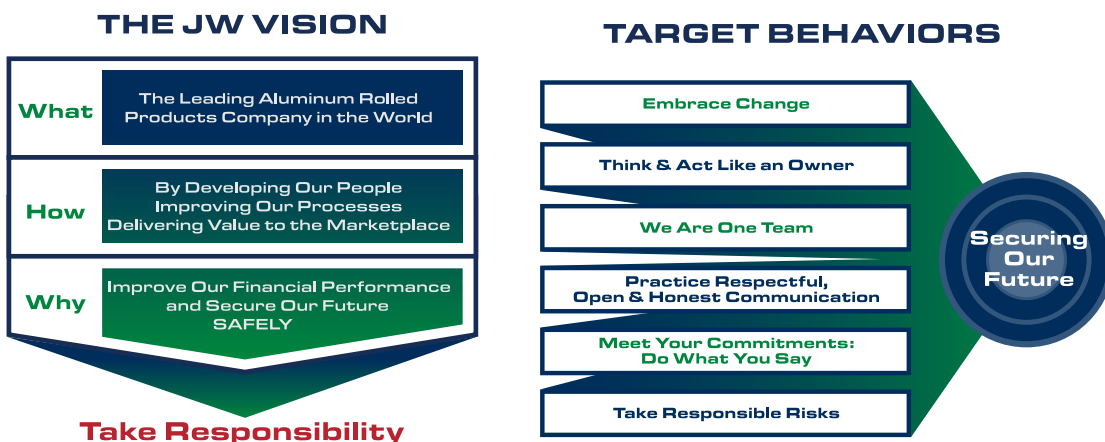 THE JW VISION
What
The Leading Aluminum Rolled
Products Company in the World
How
By Developing Our People
Improving Our Processes
Delivering Value to the Marketplace
Why
Improve Our Financial Performance
and Secure Our Future
SAFELY
Take Responsibility
TARGET BEHAVIORS
Embrace Change
Think & Act Like an Owner
We Are One Team
Practice Respectful,
Open & Honest Communication
Meet Your Commitments:
Do What You Say
Take Responsible Risks
Securing
Our
Future